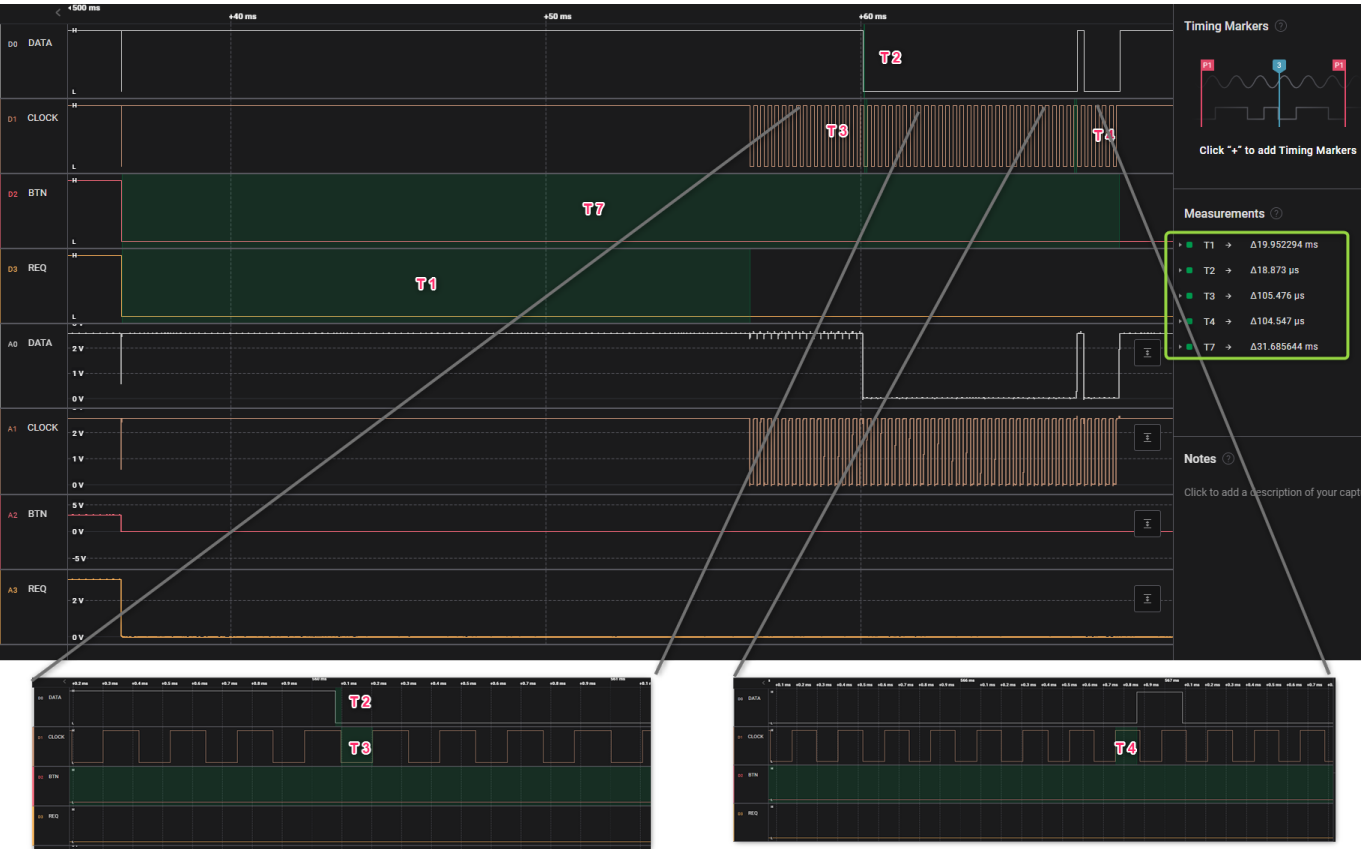 +500 ms
+40 ms
+50 ms
+60 ms
D0 DATA
H
L
T2
D1 CLOCK
H
L
T3
T4
D2 BTN
H
L
T7
D3 REQ
H
L
T1
A0 DATA
2 V
1 V
0 V
A1 CLOCK
2 V
1 V
0 V
A2 BTN
5 V
0 V
-5 V
A3 REQ
2 V
0 V
Timing Markers
P1
3
P1
Click "+" to add Timing Markers
Measurements
T1 → Δ19.952294 ms
T2 → Δ18.873 μs
T3 → Δ105.476 μs
T4 → Δ104.547 μs
T7 → Δ31.685644 ms
Notes
Click to add a description of your capt
DATA
T2
CLOCK
T3
BTN
REQ
DATA
CLOCK
T4
BTN
REQ